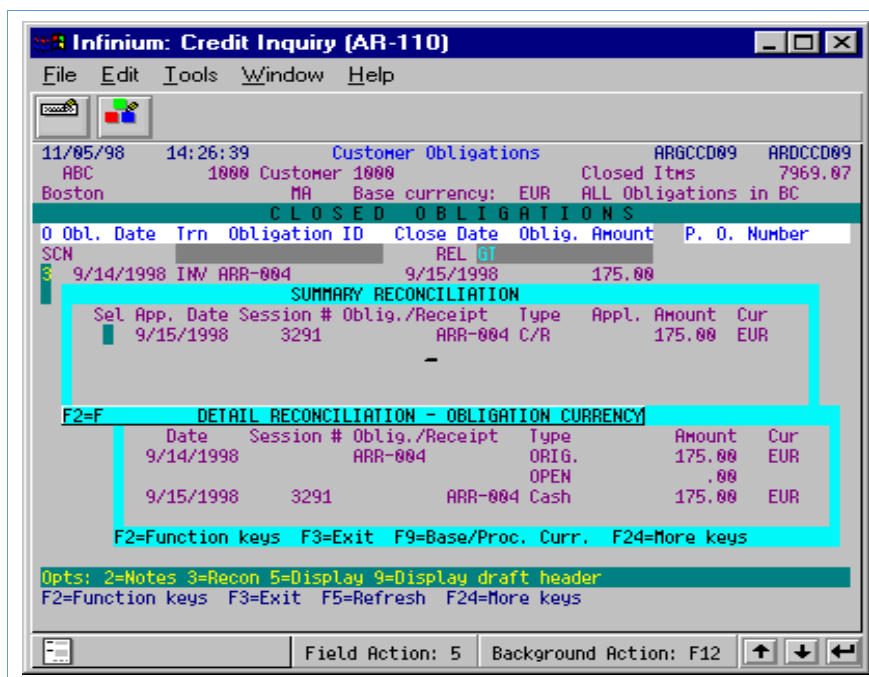 Infinium: Credit Inquiry (AR-110)
File Edit Tools Window Help
11/05/98 14:26:39 Customer Obligations ARGCCD09 ARDCCD09
ABC 1000 Customer 1000 Closed Itms 7969.07
Boston MA Base currency: EUR ALL Obligations in BC
CLOSED OBLIGATIONS
O Obl. Date Trn Obligation ID Close Date Oblig. Amount P. O. Number
SCN REL GT
3 9/14/1998 INV ARR-004 9/15/1998 175.00
SUMMARY RECONCILIATION
Sel App. Date Session # Oblig./Receipt Type Appl. Amount Cur
9/15/1998 3291 ARR-004 C/R 175.00 EUR
F2=F DETAIL RECONCILIATION - OBLIGATION CURRENCY
Date Session # Oblig./Receipt Type Amount Cur
9/14/1998 ARR-004 ORIG. 175.00 EUR
OPEN .00
9/15/1998 3291 ARR-004 Cash 175.00 EUR
F2=Function keys F3=Exit F9=Base/Proc. Curr. F24=More keys
Opts: 2=Notes 3=Recon 5=Display 9=Display draft header
F2=Function keys F3=Exit F5=Refresh F24=More keys
Field Action: 5 Background Action: F12